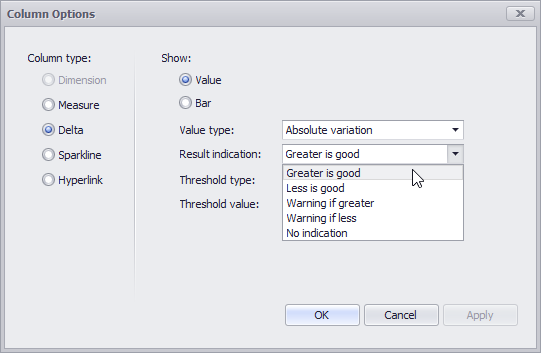 Column Options
Column type:
Dimension
Measure
Delta
Sparkline
Hyperlink
Show:
Value
Bar
Value type: Absolute variation
Result indication: Greater is good
Threshold type:
Threshold value:
Greater is good
Less is good
Warning if greater
Warning if less
No indication
OK Cancel Apply